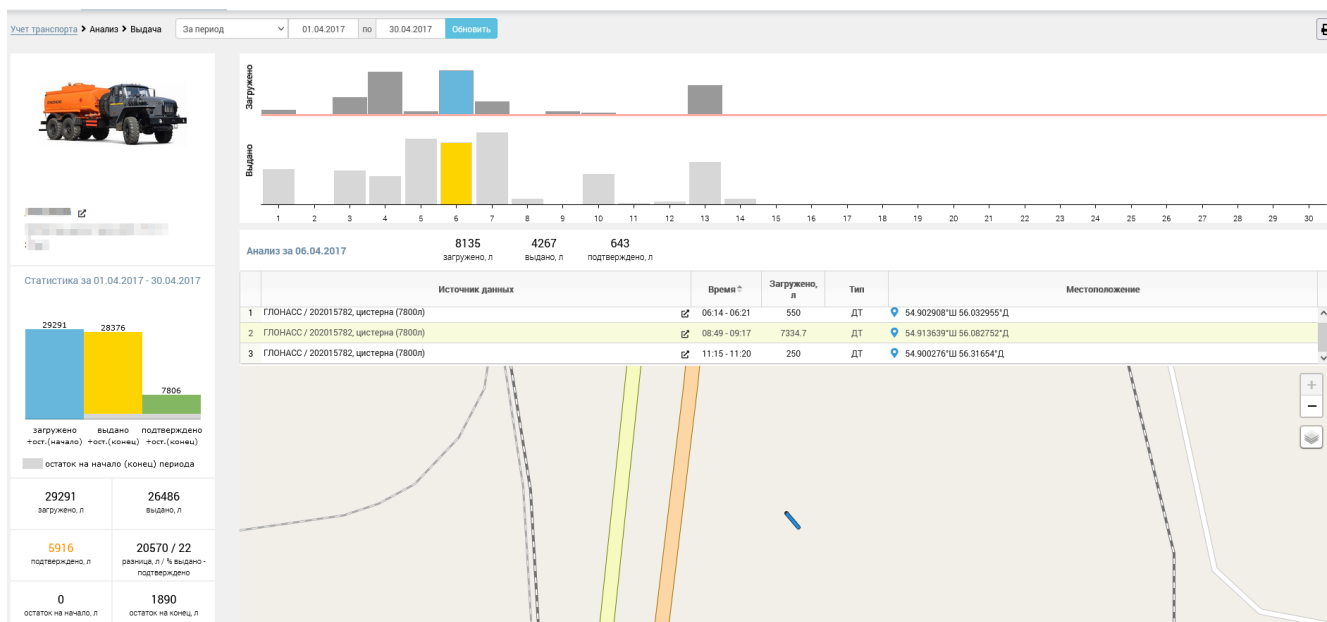 Учет транспорта > Анализ > Выдача За период 01.04.2017 по 30.04.2017 Обновить
Загружено
Выдано
1 2 3 4 5 6 7 8 9 10 11 12 13 14 15 16 17 18 19 20 21 22 23 24 25 26 27 28 29 30
Статистика за 01.04.2017 - 30.04.2017
29291 28376 7806
загружено выдано подтверждено
+ост.(начало) +ост.(конец) +ост.(конец)
остаток на начало (конец) периода
29291 26486
загружено, л выдано, л
5916 20570 / 22
подтверждено, л разница, л / % выдано -
подтверждено
0 1890
остаток на начало, л остаток на конец, л
Анализ за 06.04.2017
8135 4267 643
загружено, л выдано, л подтверждено, л
Источник данных Время Загружено, л Тип Местоположение
1 ГЛОНАСС / 202015782, цистерна (7800л) 06:14 - 06:21 550 ДТ 54.902908°Ш 56.032955°Д
2 ГЛОНАСС / 202015782, цистерна (7800л) 08:49 - 09:17 7334.7 ДТ 54.913639°Ш 56.082752°Д
3 ГЛОНАСС / 202015782, цистерна (7800л) 11:15 - 11:20 250 ДТ 54.900276°Ш 56.31654°Д
+
−